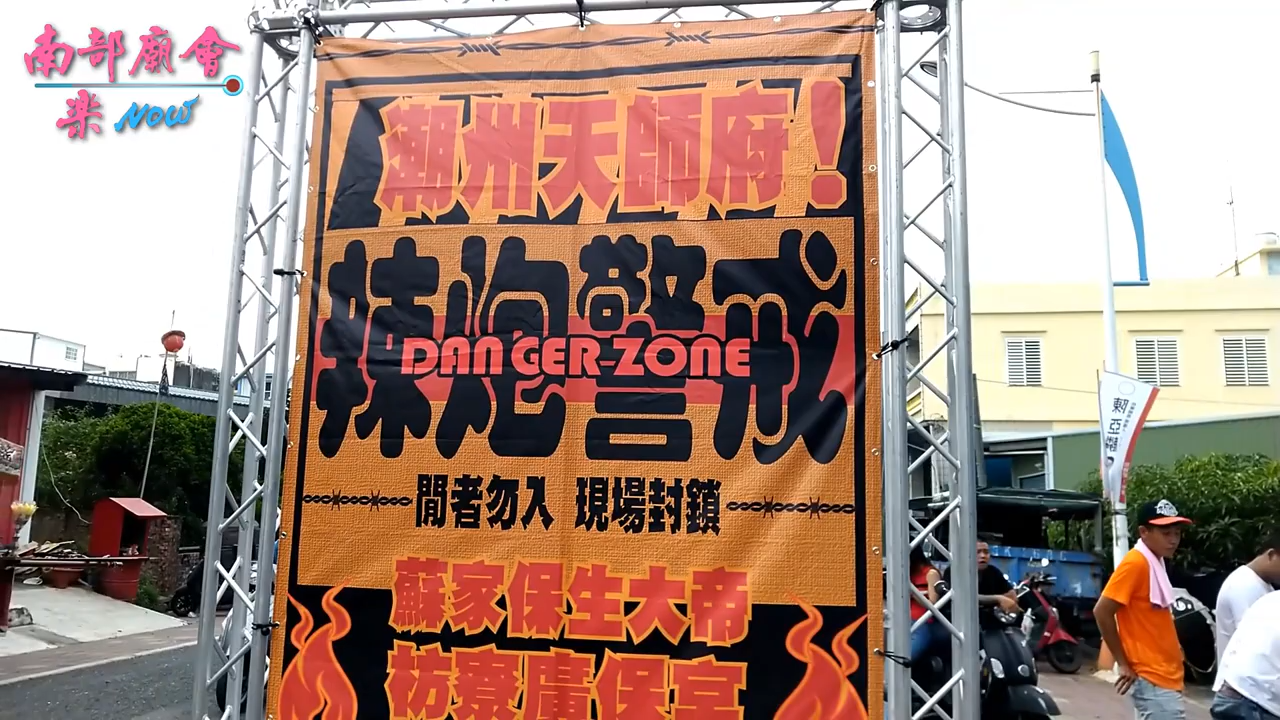 南部廟會
楽 Now
潮州天師府!
辣炮警戒
DANGER-ZONE
閒者勿入 現場封鎖
蘇家保生大帝
枋寮廣保宮